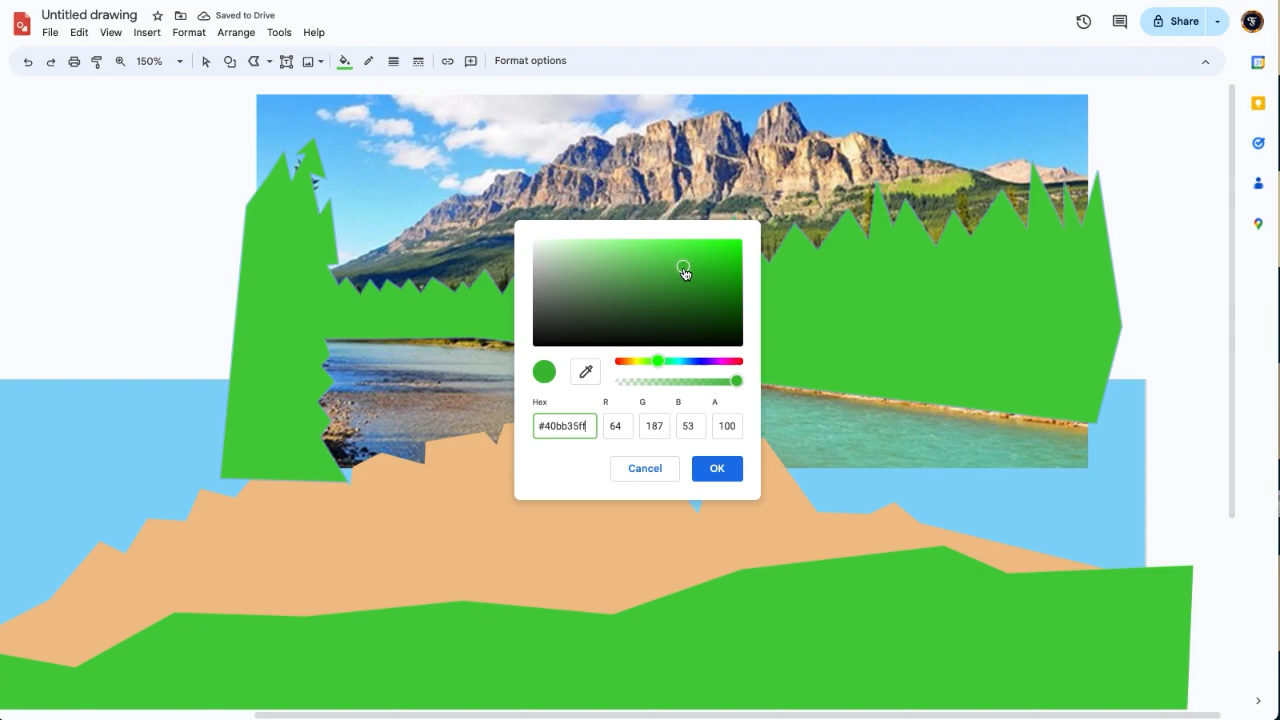 Untitled drawing
Saved to Drive
File Edit View Insert Format Arrange Tools Help
Share
150%
Format options
Hex R G B A
#40bb35ff 64 187 53 100
Cancel OK